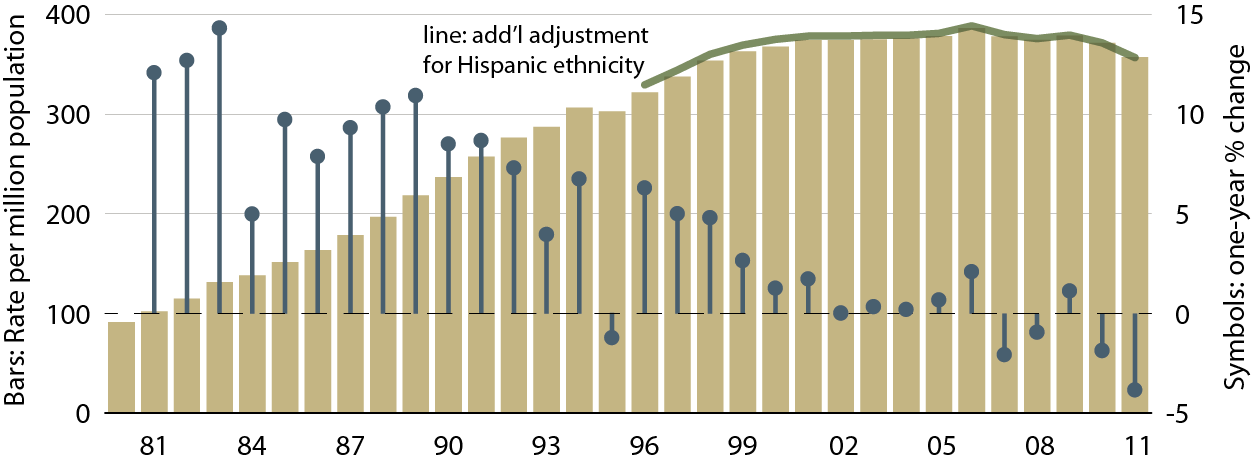 Bars: Rate per million population
400
300
200
100
0
line: add’l adjustment
for Hispanic ethnicity
15
10
5
0
-5
Symbols: one-year % change
81 84 87 90 93 96 99 02 05 08 11